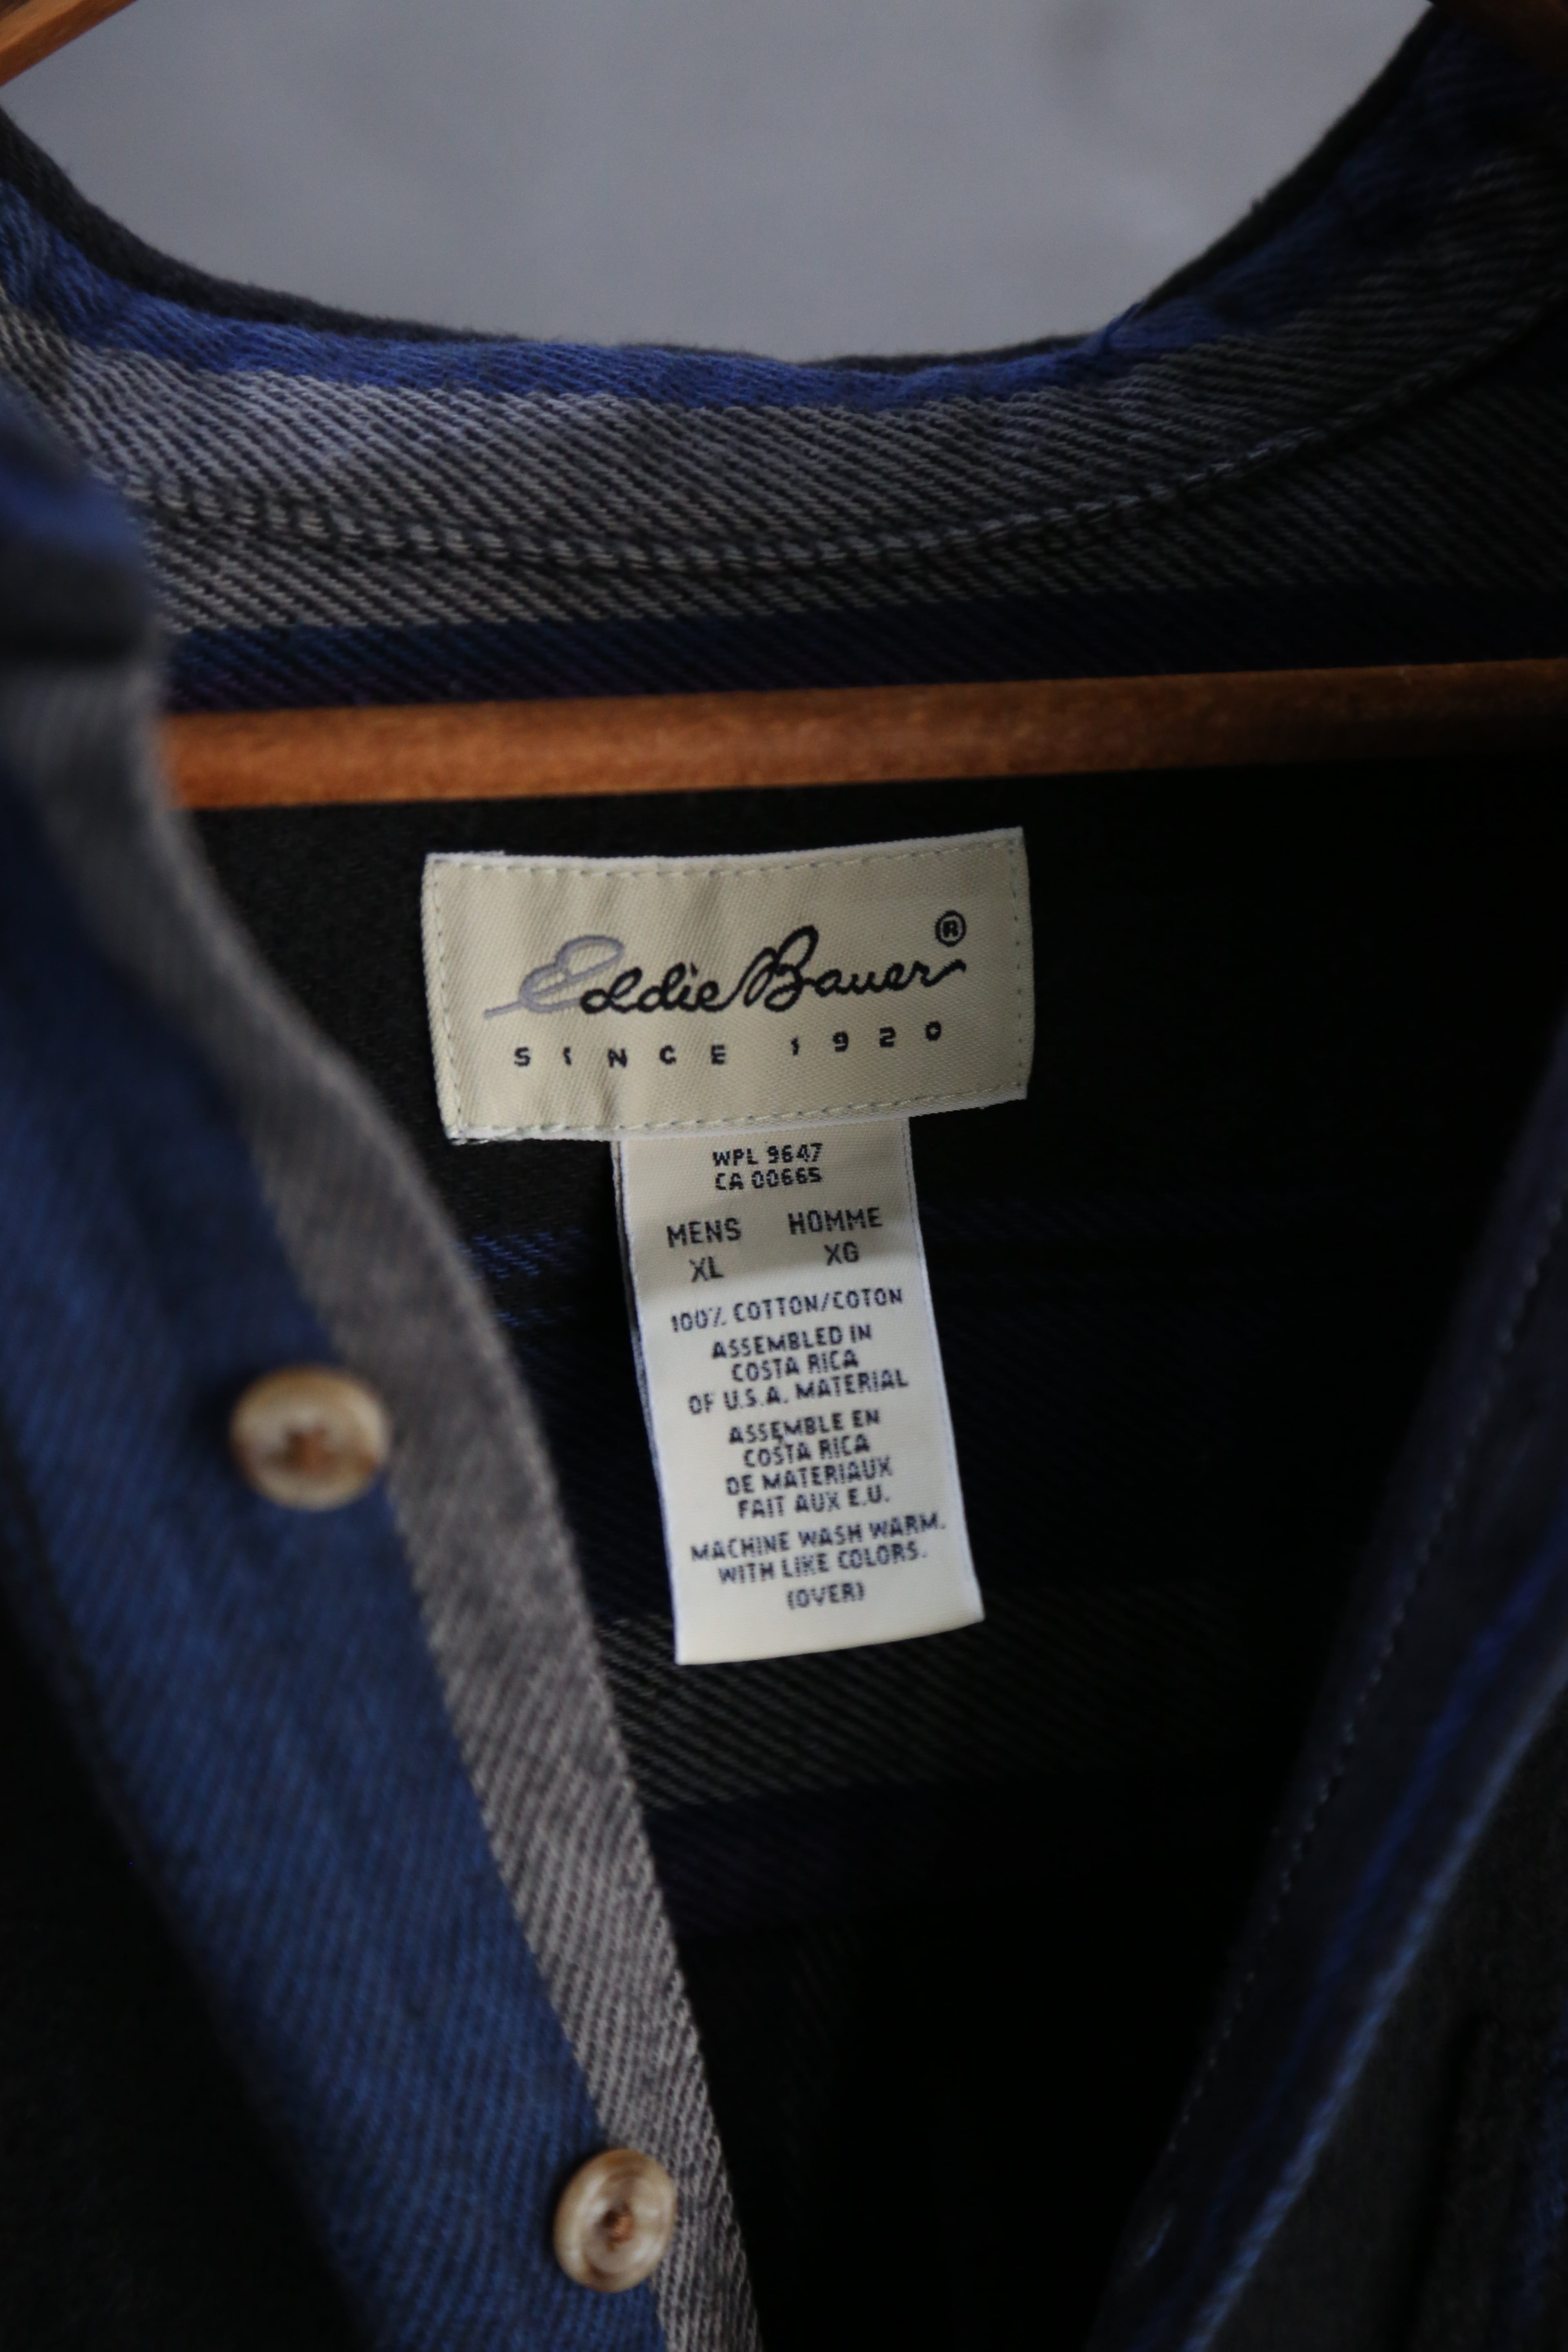 Eddie Bauer®
SINCE 1920
WPL 9647
CA 00665
MENS HOMME
XL XG
100% COTTON/COTON
ASSEMBLED IN
COSTA RICA
OF U.S.A. MATERIAL
ASSEMBLE EN
COSTA RICA
DE MATERIAUX
FAIT AUX E.U.
MACHINE WASH WARM.
WITH LIKE COLORS.
(OVER)